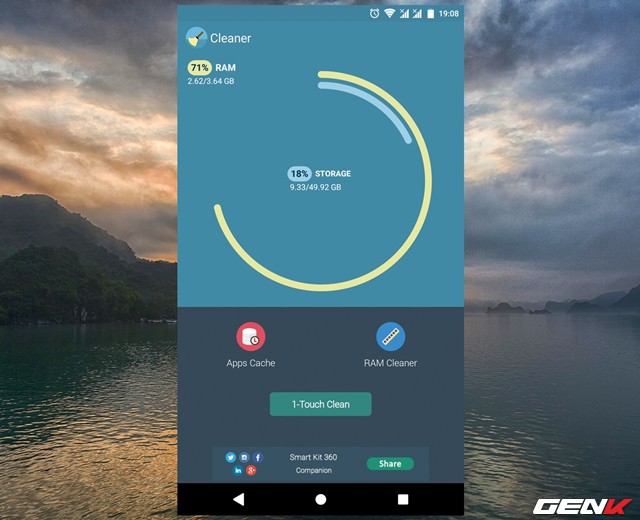 19:08
Cleaner
71% RAM
2.62/3.64 GB
18% STORAGE
9.33/49.92 GB
Apps Cache
RAM Cleaner
1-Touch Clean
Smart Kit 360
Companion
Share
GENK